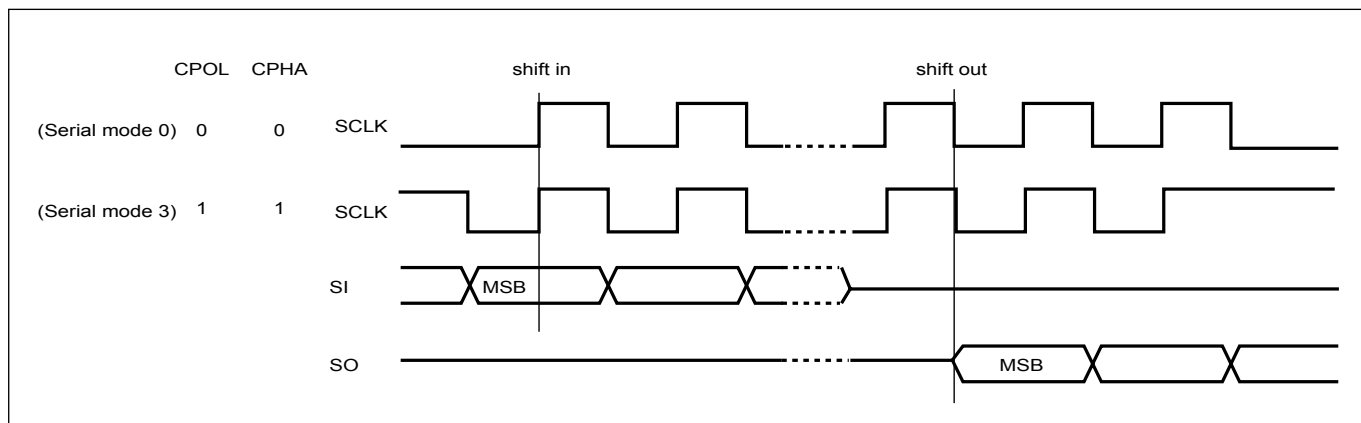 CPOL CPHA shift in shift out
(Serial mode 0) 0 0 SCLK
(Serial mode 3) 1 1 SCLK
SI MSB
SO MSB